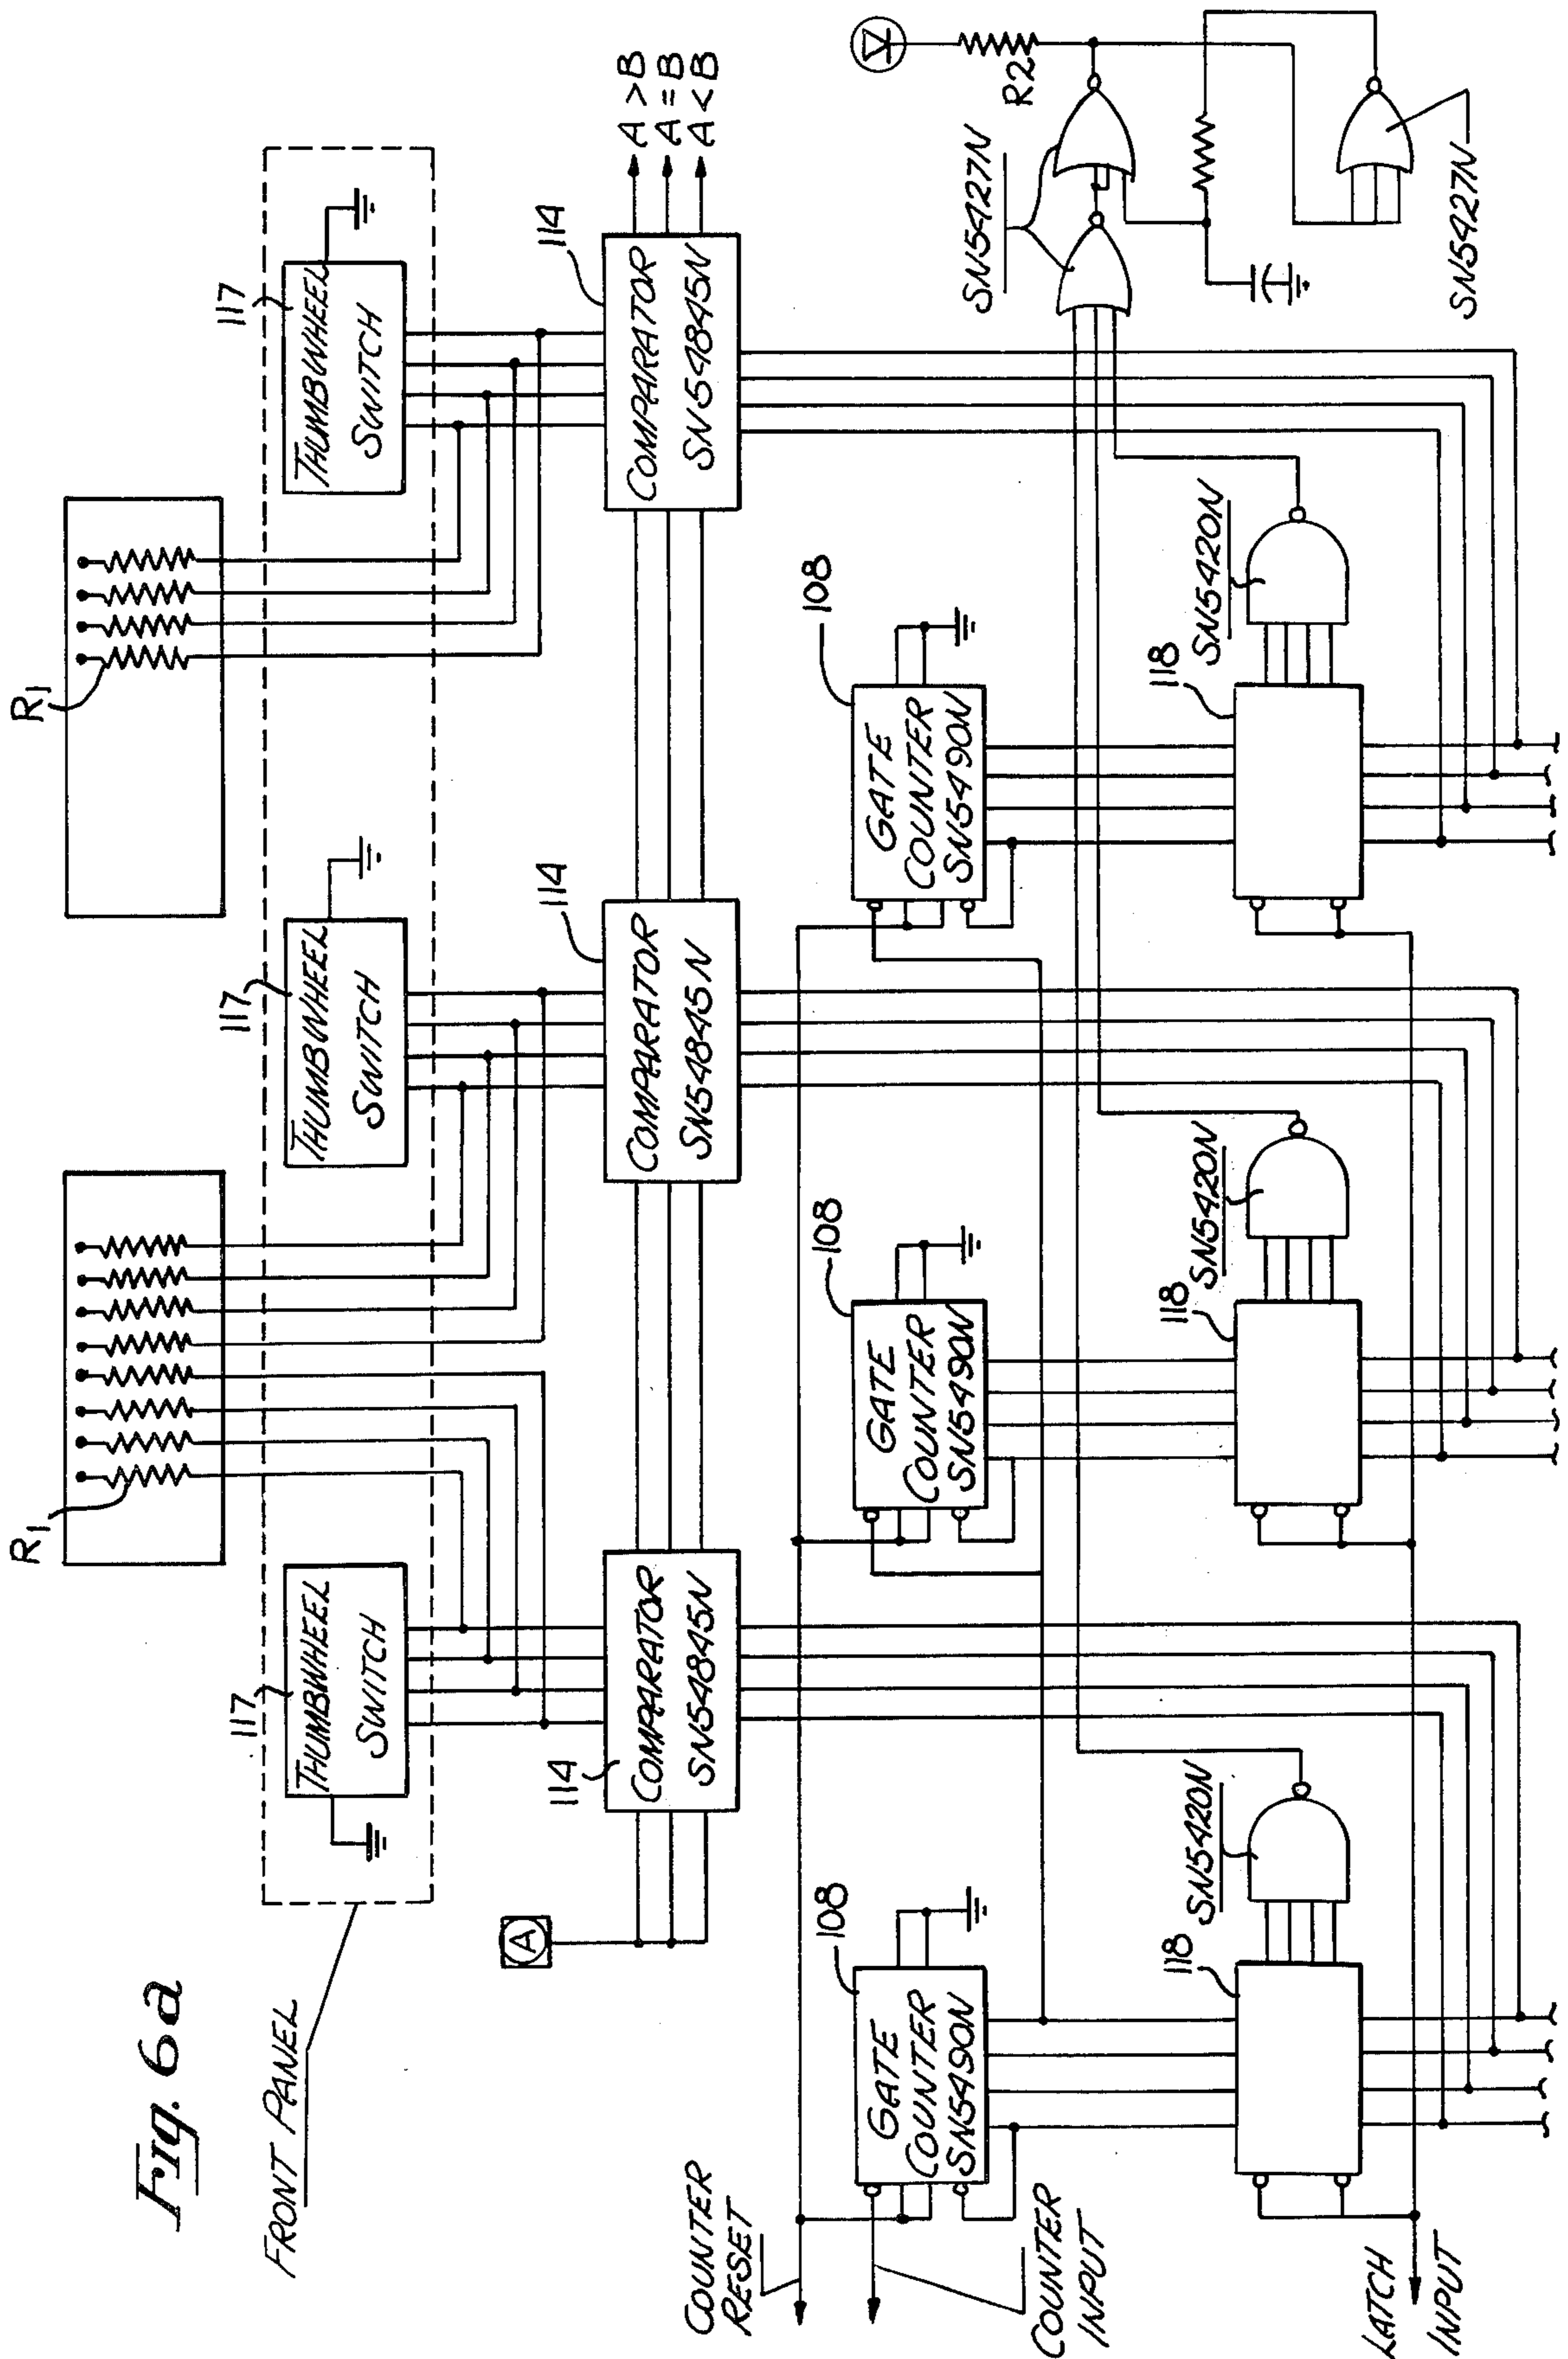 Fig. 6a
FRONT PANEL
R1
R1
117
THUMBWHEEL
SWITCH
117
THUMBWHEEL
SWITCH
117
THUMBWHEEL
SWITCH
A
114
COMPARATOR
SN54845N
114
COMPARATOR
SN54845N
114
COMPARATOR
SN54845N
A > B
A = B
A < B
COUNTER
RESET
COUNTER
INPUT
108
GATE
COUNTER
SN5490N
108
GATE
COUNTER
SN5490N
108
GATE
COUNTER
SN5490N
SN5427N
R2
SN5427N
118
SN5420N
118
SN5420N
118
SN5420N
LATCH
INPUT